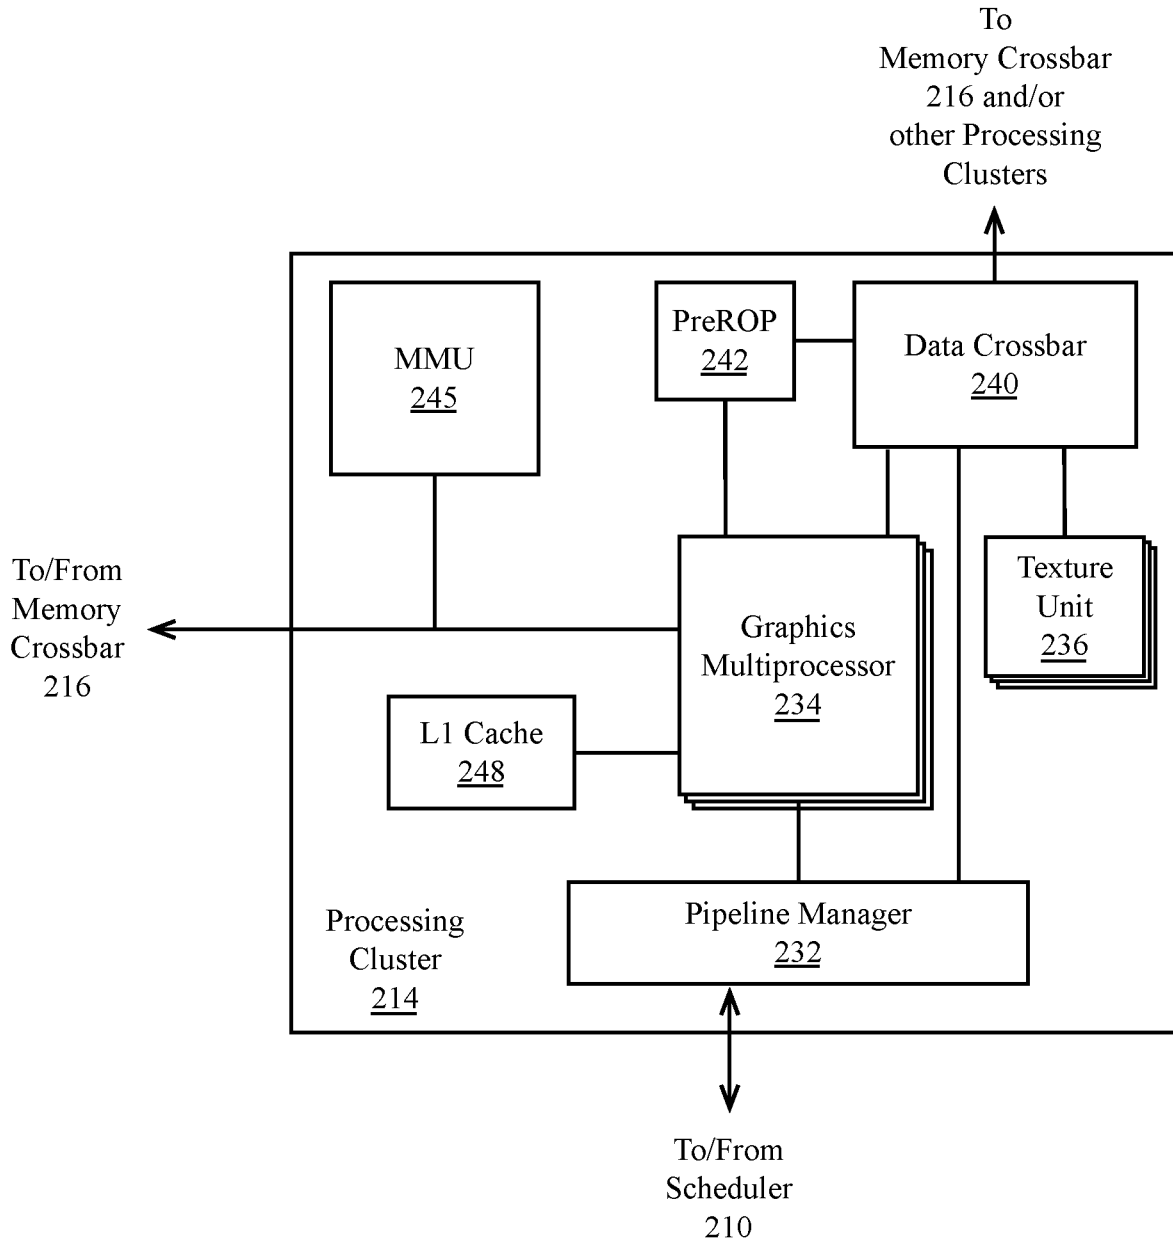 To
Memory Crossbar
216 and/or
other Processing
Clusters
MMU
245
PreROP
242
Data Crossbar
240
To/From
Memory
Crossbar
216
Graphics
Multiprocessor
234
Texture
Unit
236
L1 Cache
248
Pipeline Manager
232
Processing
Cluster
214
To/From
Scheduler
210